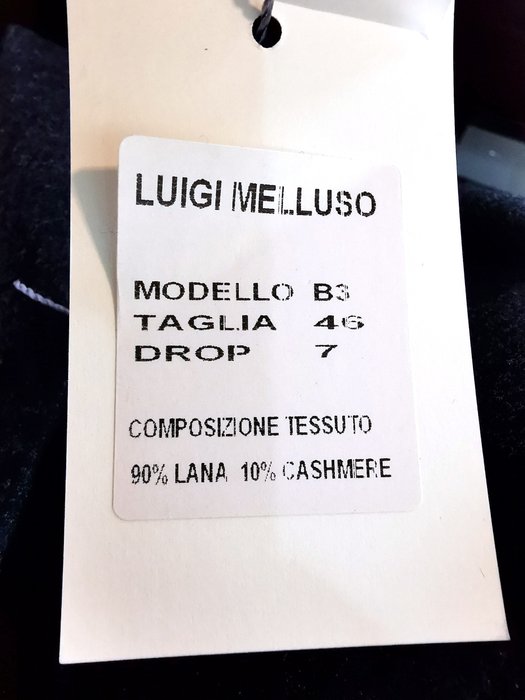 LUIGI MELLUSO
MODELLO B3
TAGLIA 46
DROP 7
COMPOSIZIONE TESSUTO
90% LANA 10% CASHMERE